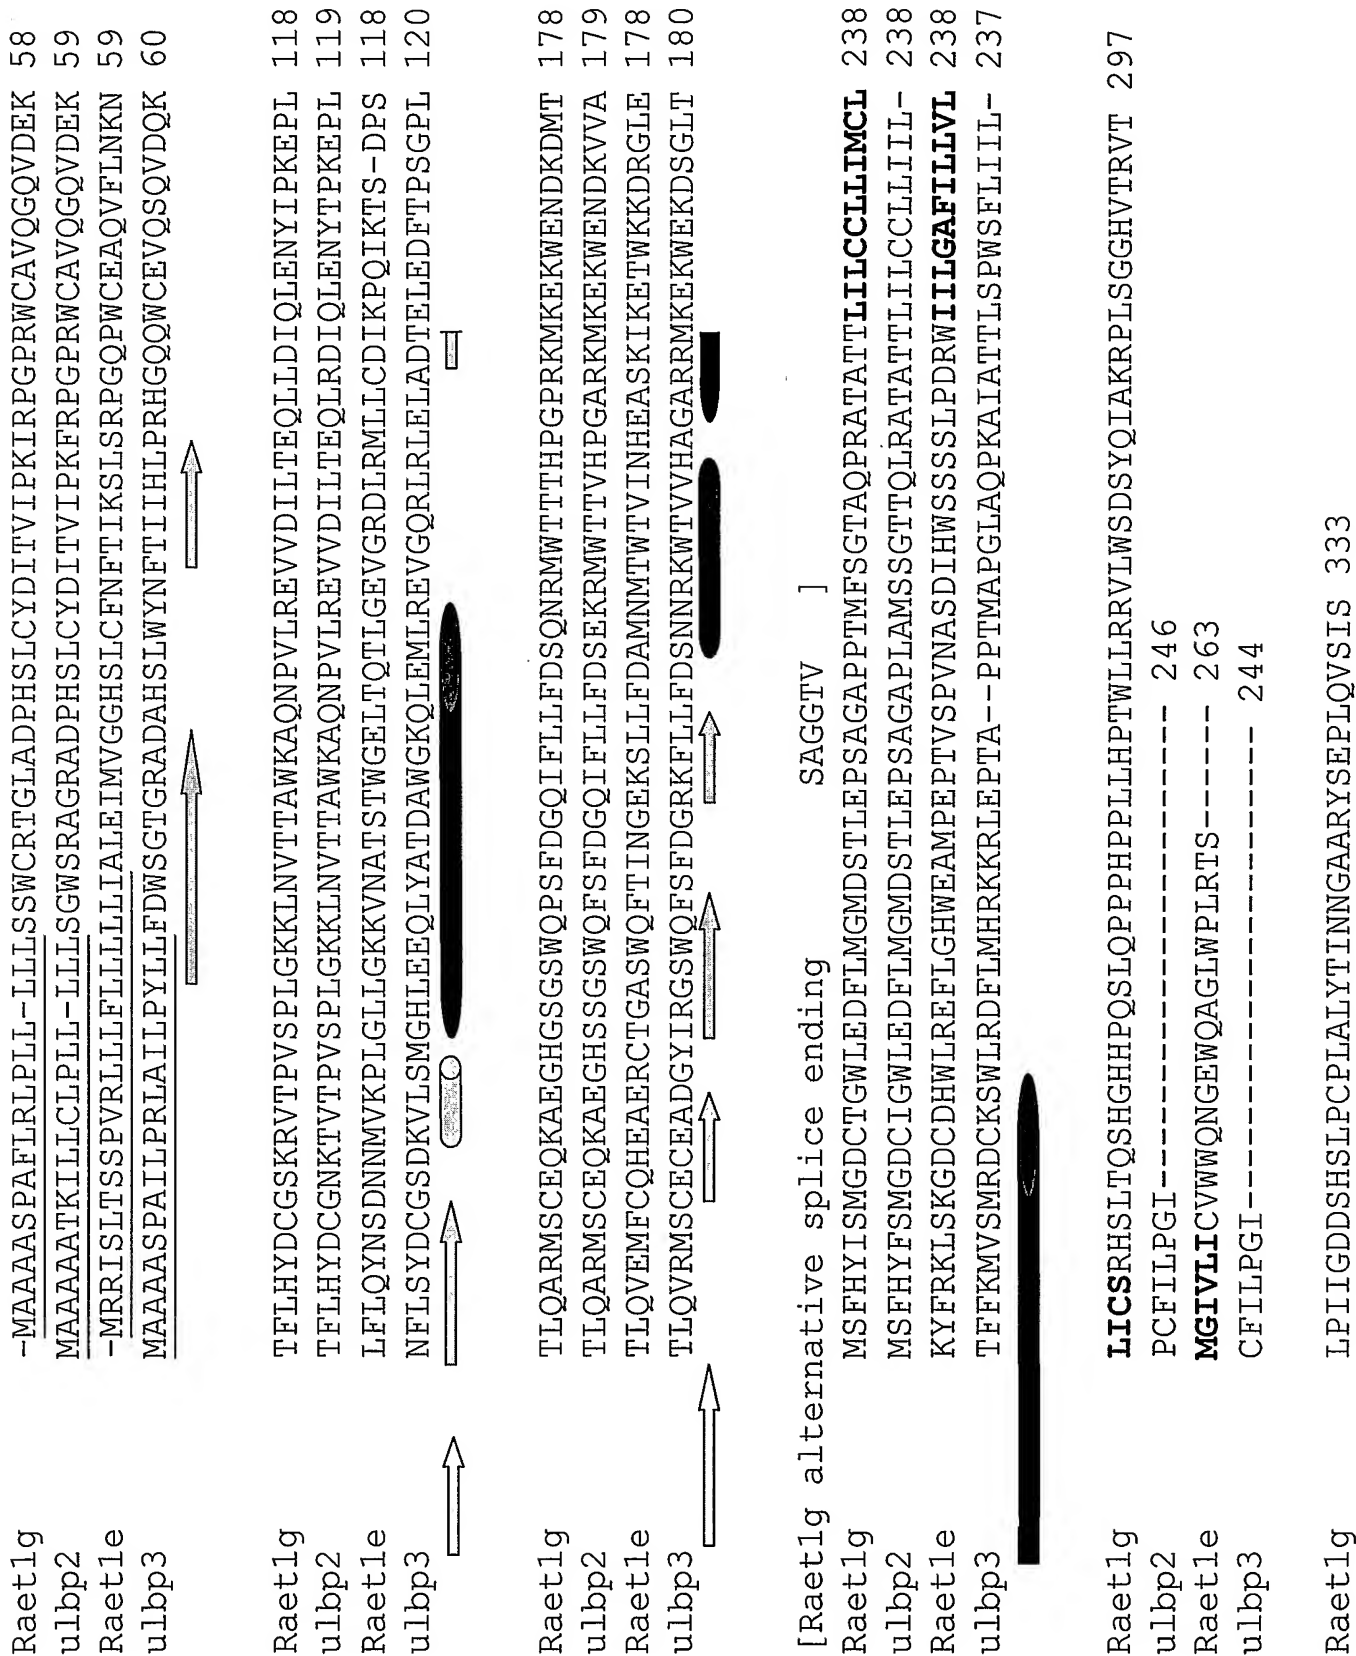 Raet1g -MAAAASPAFLRLPLL-LLLSSWCRTGLADPHSLCYDITVIPKIRPGPRWCAVQGQVDEK 58
ulbp2 MAAAAATKILLCLPLL-LLLSGWSRAGRADPHSLCYDITVIPKFRPGPRWCAVQGQVDEK 59
Raet1e -MRRISLTSSPVRLLLFLLLLLIALEIMVGGHSLCFNFTIKSLSRPGQPWCEAQVFLNKN 59
ulbp3 MAAAASPAILPRLAILPYLLFDWSGTGRADAHSLWYNFTIIHLPRHGQQWCEVQSQVDQK 60
Raet1g TFLHYDCGSKRVTPVSPLGKKLNVTTAWKAQNPVLREVVDILTEQLLDIQLENYIPKEPL 118
ulbp2 TFLHYDCGNKTVTPVSPLGKKLNVTTAWKAQNPVLREVVDILTEQLRDIQLENYTPKEPL 119
Raet1e LFLQYNSDNNMVKPLGLLGKKVNATSTWGELTQTLGEVGRDLRMLLCDIKPQIKTS-DPS 118
ulbp3 NFLSYDCGSDKVLSMGHLEEQLYATDAWGKQLEMLREVGQRLRLELADTELEDFTPSGPL 120
Raet1g TLQARMSCEQKAEGHGSGSWQPSFDGQIFLLFDSQNRMWTTTHPGPRKMKEKWENDKDMT 178
ulbp2 TLQARMSCEQKAEGHSSGSWQFSFDGQIFLLFDSEKRMWTTVHPGARKMKEKWENDKVVA 179
Raet1e TLQVEMFCQHEAERCTGASWQFTINGEKSLLFDAMNMTWTVINHEASKIKETWKKDRGLE 178
ulbp3 TLQVRMSCECEADGYIRGSWQFSFDGRKFLLFDSNNRKWTVVHAGARRMKEKWEKDSGLT 180
[Raet1g alternative splice ending SAGGTV ]
Raet1g MSFHYISMGDCTGWLEDFLMGMDSTLEPSAGAPPTMFSGTAQPRATATTLILCCLLIMCL 238
ulbp2 MSFHYFSMGDCIGWLEDFLMGMDSTLEPSAGAPLAMSSGTTQLRATATTLILCCLLIIL- 238
Raet1e KYFRKLSKGDCDHWLREFLGHWEAMPEPTVSPVNASDIHWSSSSLPDRWIILGAFILLVL 238
ulbp3 TFFKMVSMRDCKSWLRDFLMHRKKRLEPTA--PPTMAPGLAQPKAIATTLSPWSFLIIL- 237
Raet1g LICSRHSLTQSHGHHPQSLQPPPHPPLLHPTWLLRRVLWSDSYQIAKRPLSGGHVTRVT 297
ulbp2 PCFILPGI--------------------- 246
Raet1e MGIVLICVWWQNGEWQAGLWPLRTS------ 263
ulbp3 CFILPGI---------------------- 244
Raet1g LPIIGDDSHSLPCPLALYTINNGAARYSEPLQVSIS 333